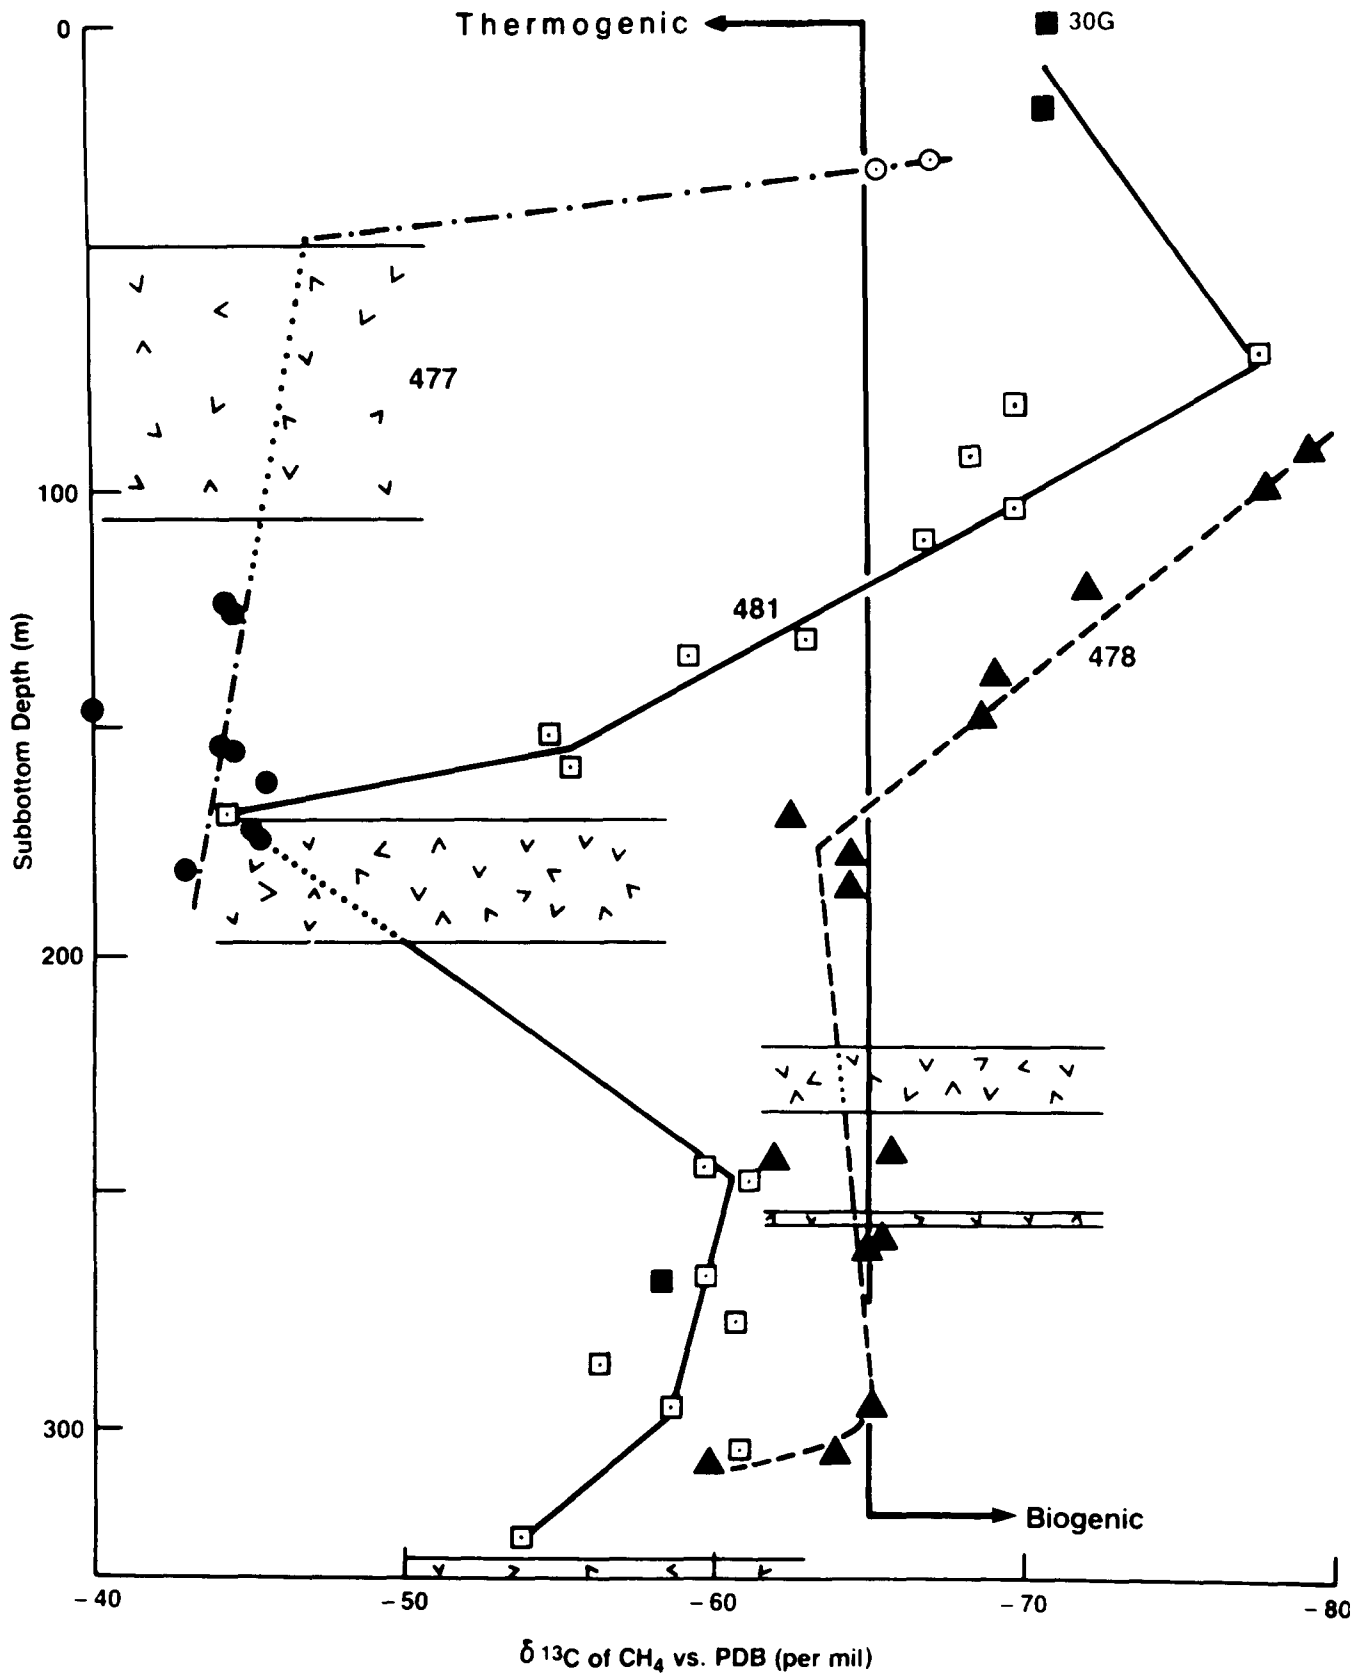 Thermogenic
30G
0
477
100
481
478
Subbottom Depth (m)
200
300
Biogenic
-40
-50
-60
-70
-80
δ 13C of CH4 vs. PDB (per mil)